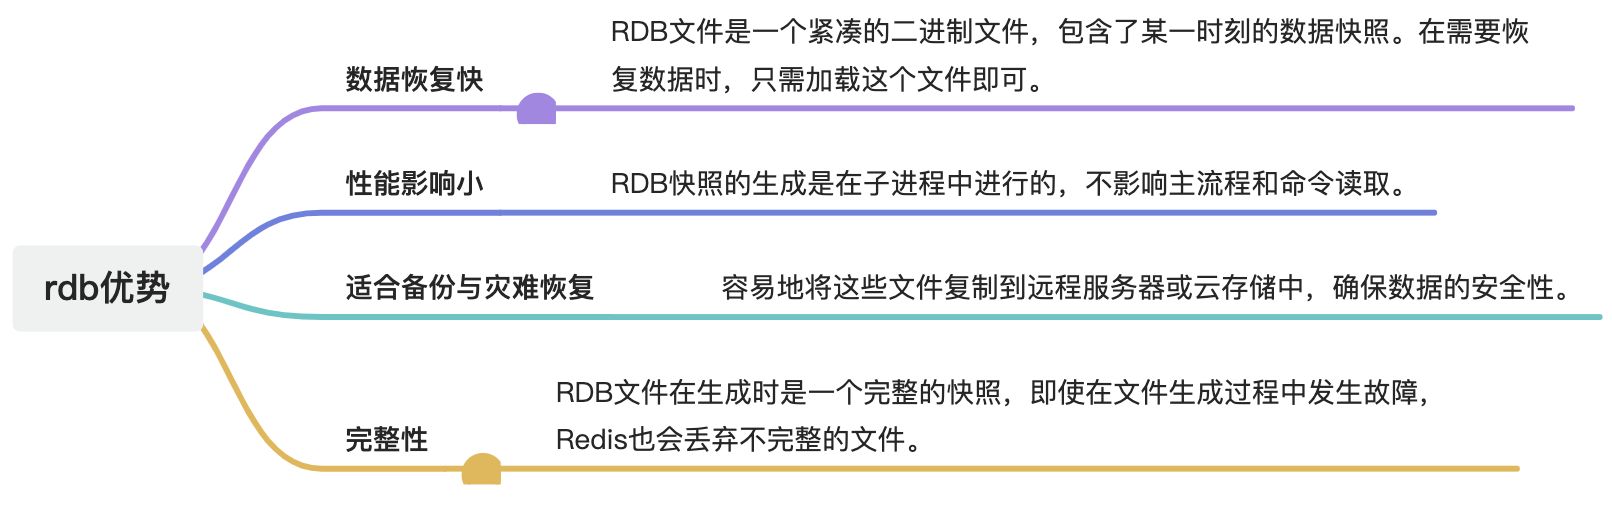 rdb优势
数据恢复快
RDB文件是一个紧凑的二进制文件，包含了某一时刻的数据快照。在需要恢
复数据时，只需加载这个文件即可。
性能影响小
RDB快照的生成是在子进程中进行的，不影响主流程和命令读取。
适合备份与灾难恢复
容易地将这些文件复制到远程服务器或云存储中，确保数据的安全性。
完整性
RDB文件在生成时是一个完整的快照，即使在文件生成过程中发生故障，
Redis也会丢弃不完整的文件。